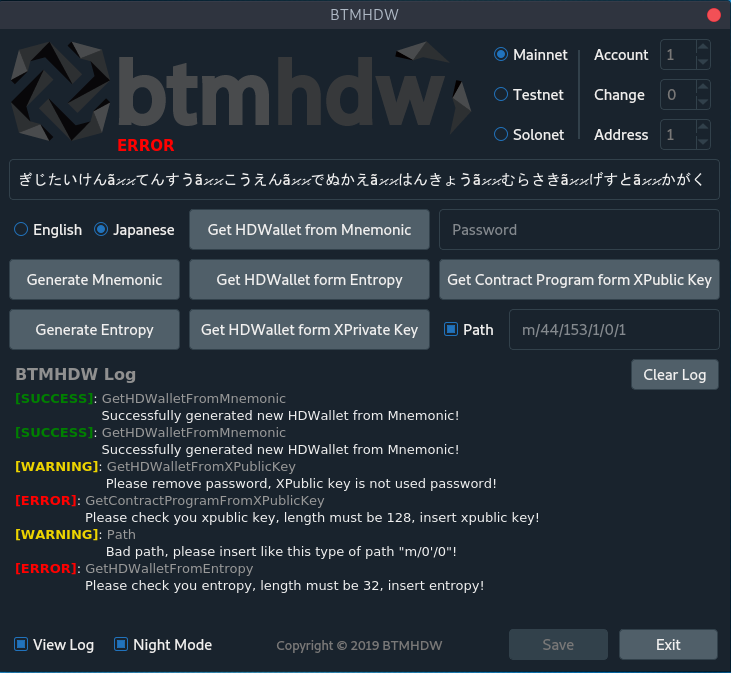 BTMHDW
btmhdw
ERROR
Mainnet
Account
1
Testnet
Change
0
Solonet
Address
1
ぎじたいけんãてんすうãこうえんãでぬかえãはんきょうãむらさきãげすとãかがく
English
Japanese
Get HDWallet from Mnemonic
Password
Generate Mnemonic
Get HDWallet form Entropy
Get Contract Program form XPublic Key
Generate Entropy
Get HDWallet form XPrivate Key
Path
m/44/153/1/0/1
BTMHDW Log
Clear Log
[SUCCESS]: GetHDWalletFromMnemonic
Successfully generated new HDWallet from Mnemonic!
[SUCCESS]: GetHDWalletFromMnemonic
Successfully generated new HDWallet from Mnemonic!
[WARNING]: GetHDWalletFromXPublicKey
Please remove password, XPublic key is not used password!
[ERROR]: GetContractProgramFromXPublicKey
Please check you xpublic key, length must be 128, insert xpublic key!
[WARNING]: Path
Bad path, please insert like this type of path "m/0'/0"!
[ERROR]: GetHDWalletFromEntropy
Please check you entropy, length must be 32, insert entropy!
View Log
Night Mode
Copyright © 2019 BTMHDW
Save
Exit